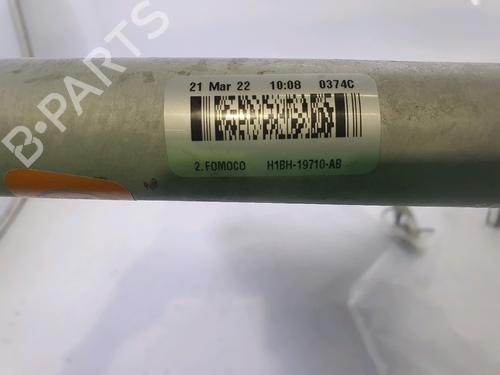 21 Mar 22 10:08 0374C
2.FOMOCO H1BH-19710-AB
B-PARTS